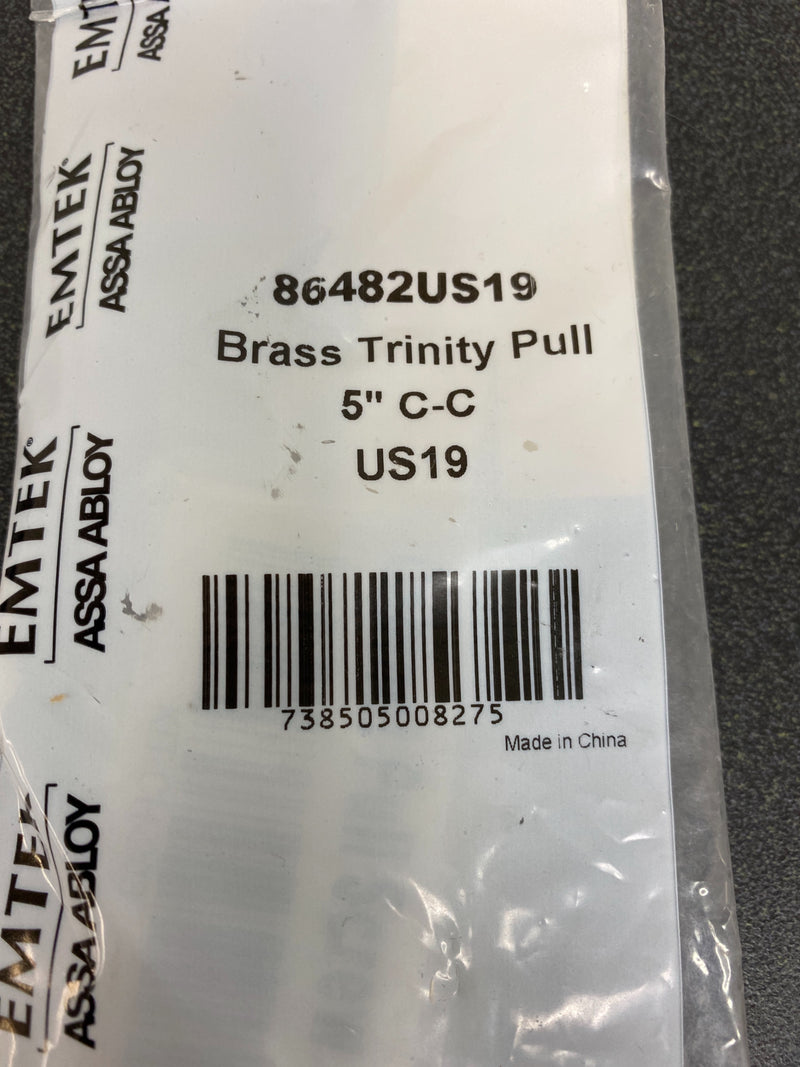 EMTEK
ASSA ABLOY
EMTEK®
ASSA ABLOY
EMTEK®
ASSA ABLOY
EMTEK
ASSA ABLOY
86482US19
Brass Trinity Pull
5" C-C
US19
738505008275
Made in China